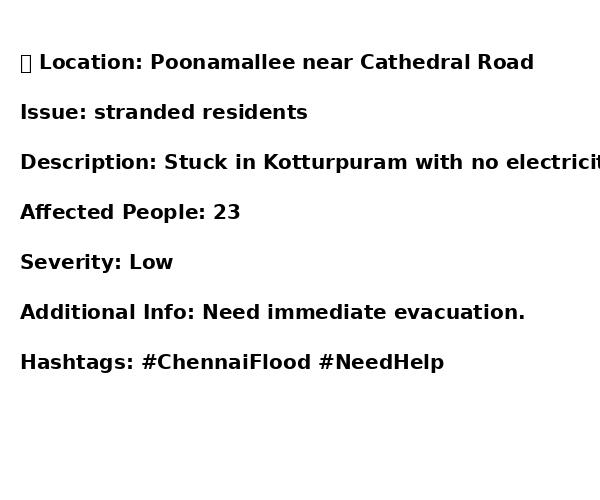 Location: Poonamallee near Cathedral Road
Issue: stranded residents
Description: Stuck in Kotturpuram with no
Affected People: 23
Severity: Low
Additional Info: Need immediate evacuation.
Hashtags: #ChennaiFlood #NeedHelp